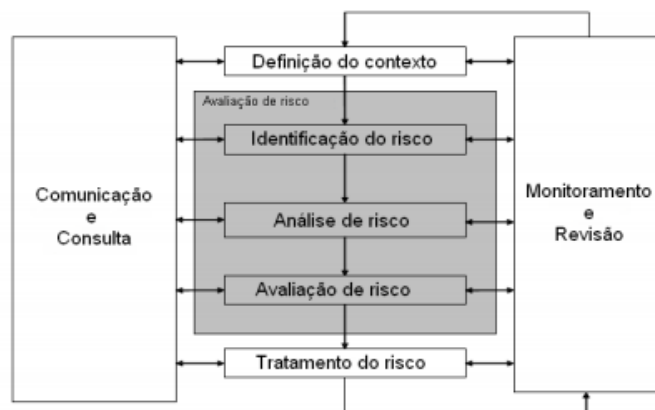 Definição do contexto
Avaliação de risco
Identificação do risco
Análise de risco
Avaliação de risco
Tratamento do risco
Comunicação
e
Consulta
Monitoramento
e
Revisão